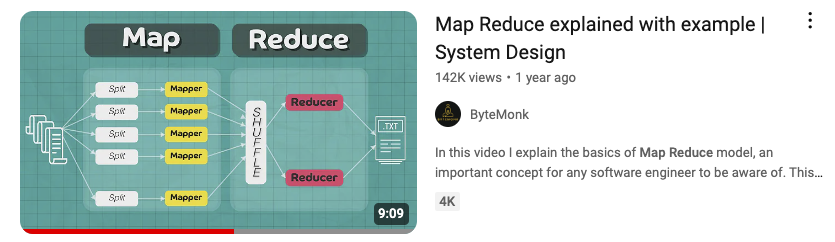 Map Reduce
Split Mapper
Split Mapper
Split Mapper
Split Mapper
Split Mapper
SHUFFLE
Reducer
Reducer
.TXT
9:09
Map Reduce explained with example |
System Design
142K views • 1 year ago
ByteMonk
In this video I explain the basics of Map Reduce model, an
important concept for any software engineer to be aware of. This...
4K